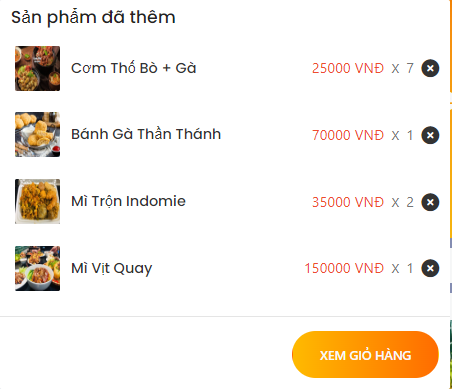 Sản phẩm đã thêm
Cơm Thố Bò + Gà 25000 VNĐ X 7
Bánh Gà Thần Thánh 70000 VNĐ X 1
Mì Trộn Indomie 35000 VNĐ X 2
Mì Vịt Quay 150000 VNĐ X 1
XEM GIỎ HÀNG